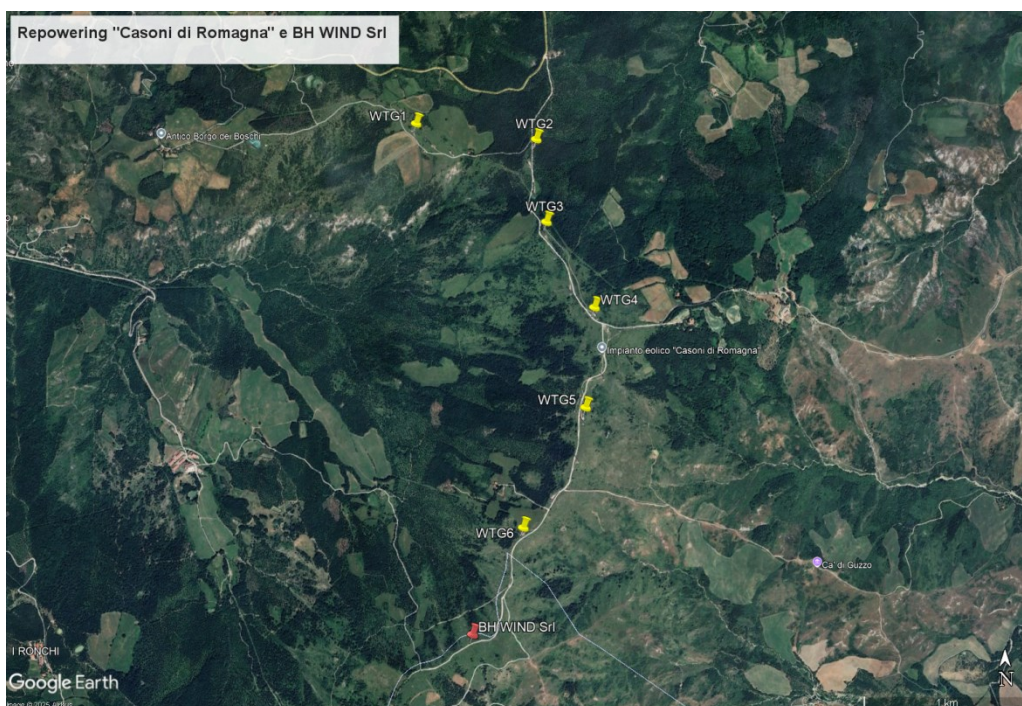 Repowering "Casoni di Romagna" e BH WIND Srl
WTG1
WTG2
Antico Borgo dei Boschi
WTG3
WTG4
Impianto eolico "Casoni di Romagna"
WTG5
WTG6
Ca' di Guzzo
BH WIND Srl
I RONCHI
Google Earth
N
1 km